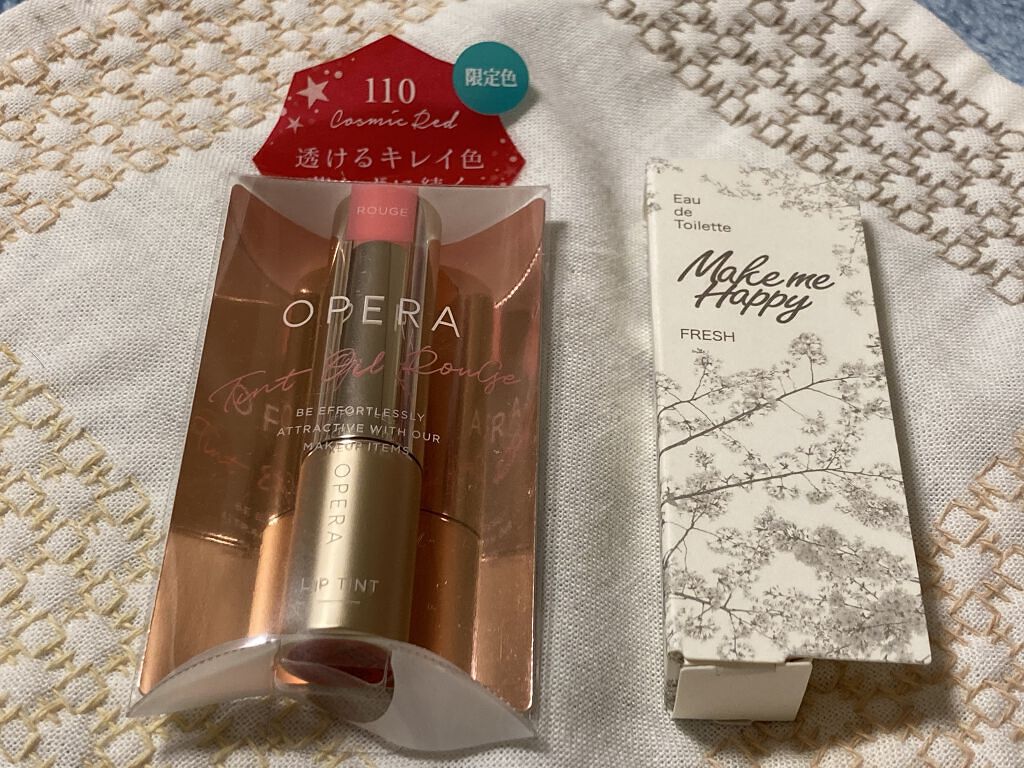 110
限定色
Cosmic Red
透けるキレイ色
ROUGE
OPERA
Tint Oil Rouge
BE EFFORTLESSLY
ATTRACTIVE WITH OUR
MAKEUP ITEMS
OPERA
LIP TINT
Eau
de
Toilette
Make me
Happy
FRESH